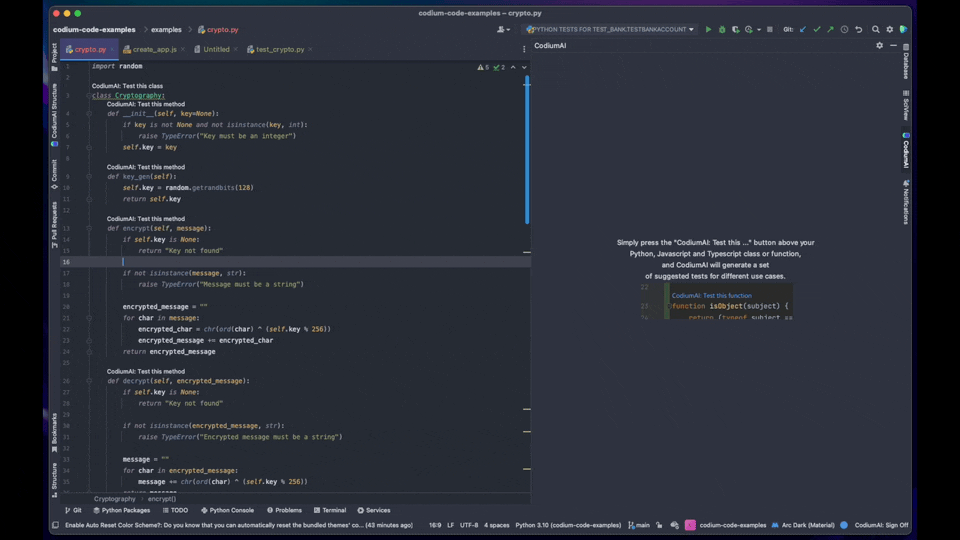 codium-code-examples – crypto.py
codium-code-examples
examples
crypto.py
PYTHON TESTS FOR TEST_BANK.TESTBANKACCOUNT
Git:
crypto.py
create_app.js
Untitled
test_crypto.py
CodiumAI
Project
CodiumAI Structure
Commit
Pull Requests
Bookmarks
Structure
5
2
1 import random
2
CodiumAI: Test this class
3 class Cryptography:
CodiumAI: Test this method
4 def __init__(self, key=None):
5 if key is not None and not isinstance(key, int):
6 raise TypeError("Key must be an integer")
7 self.key = key
8
CodiumAI: Test this method
9 def key_gen(self):
10 self.key = random.getrandbits(128)
11 return self.key
12
CodiumAI: Test this method
13 def encrypt(self, message):
14 if self.key is None:
15 return "Key not found"
16
17 if not isinstance(message, str):
18 raise TypeError("Message must be a string")
19
20 encrypted_message = ""
21 for char in message:
22 encrypted_char = chr(ord(char) ^ (self.key % 256))
23 encrypted_message += encrypted_char
24 return encrypted_message
25
CodiumAI: Test this method
26 def decrypt(self, encrypted_message):
27 if self.key is None:
28 return "Key not found"
29
30 if not isinstance(encrypted_message, str):
31 raise TypeError("Encrypted message must be a string")
32
33 message = ""
34 for char in encrypted_message:
35 message += chr(ord(char) ^ (self.key % 256))
Simply press the "CodiumAI: Test this ..." button above your
Python, Javascript and Typescript class or function,
and CodiumAI will generate a set
of suggested tests for different use cases.
22
CodiumAI: Test this function
23 function isObject(subject) {
24 return (typeof subject ==
Database
SciView
CodiumAI
Notifications
Cryptography
encrypt()
Git
Python Packages
TODO
Python Console
Problems
Terminal
Services
Enable Auto Reset Color Scheme?: Do you know that you can automatically reset the bundled themes' co... (43 minutes ago)
16:9
LF
UTF-8
4 spaces
Python 3.10 (codium-code-examples)
main
codium-code-examples
Arc Dark (Material)
CodiumAI: Sign Off